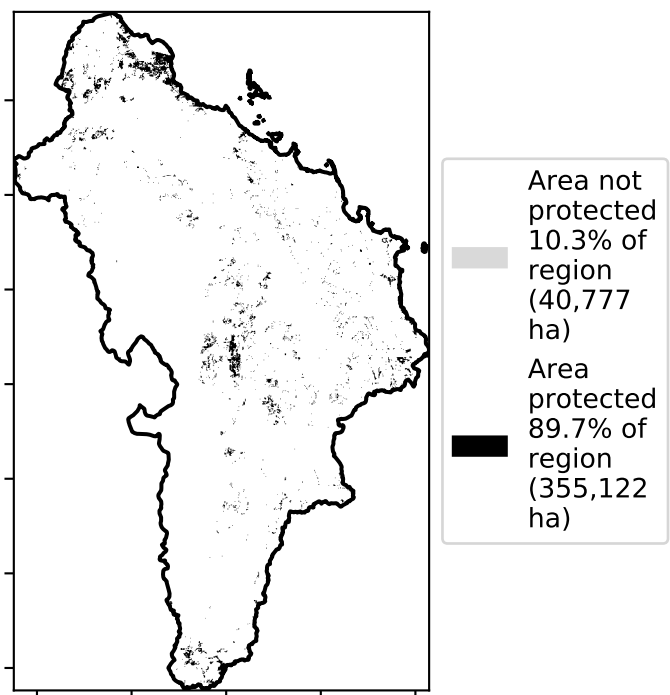 Area not
protected
10.3% of
region
(40,777
ha)
Area
protected
89.7% of
region
(355,122
ha)